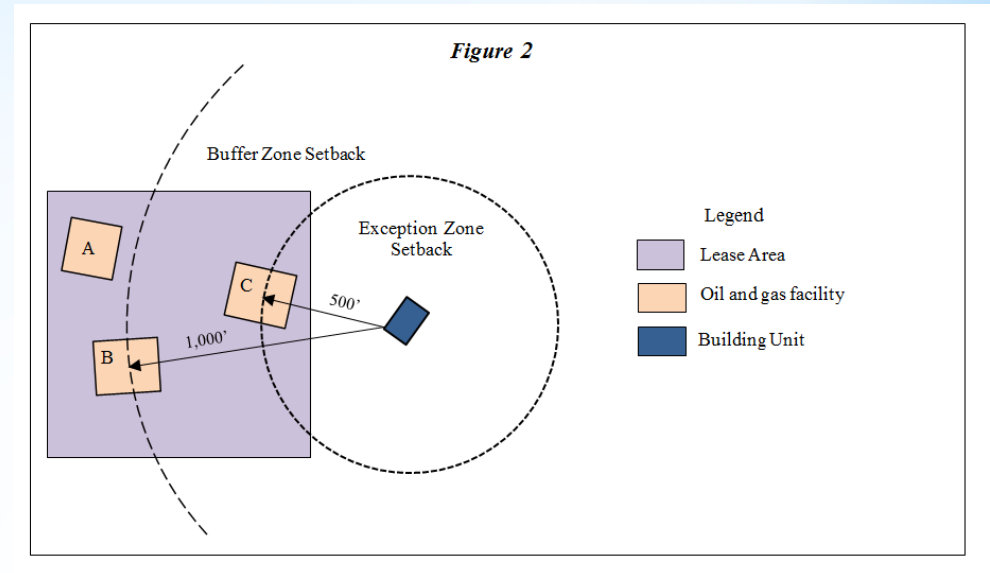 Figure 2
Buffer Zone Setback
Exception Zone
Setback
A
C
500’
1,000’
B
Legend
Lease Area
Oil and gas facility
Building Unit